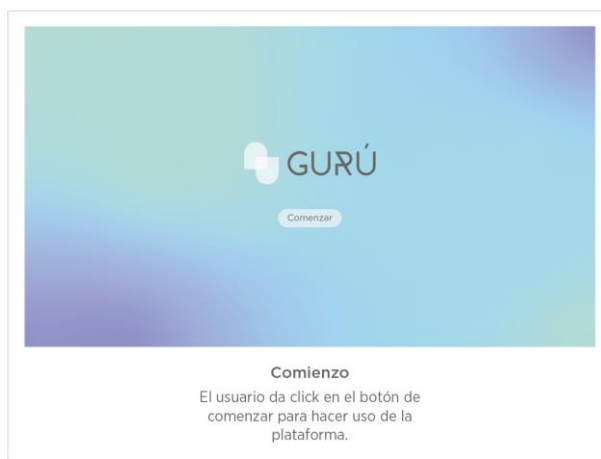 GURÚ
Comenzar
Comienzo
El usuario da click en el botón de
comenzar para hacer uso de la
plataforma.